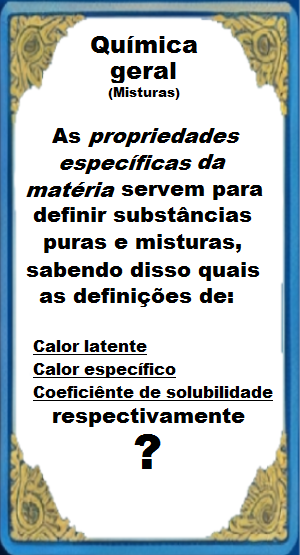 Química
geral
(Misturas)
As propriedades
específicas da
matéria servem para
definir substâncias
puras e misturas,
sabendo disso quais
as definições de:
Calor latente
Calor específico
Coeficiênte de solubilidade
respectivamente
?